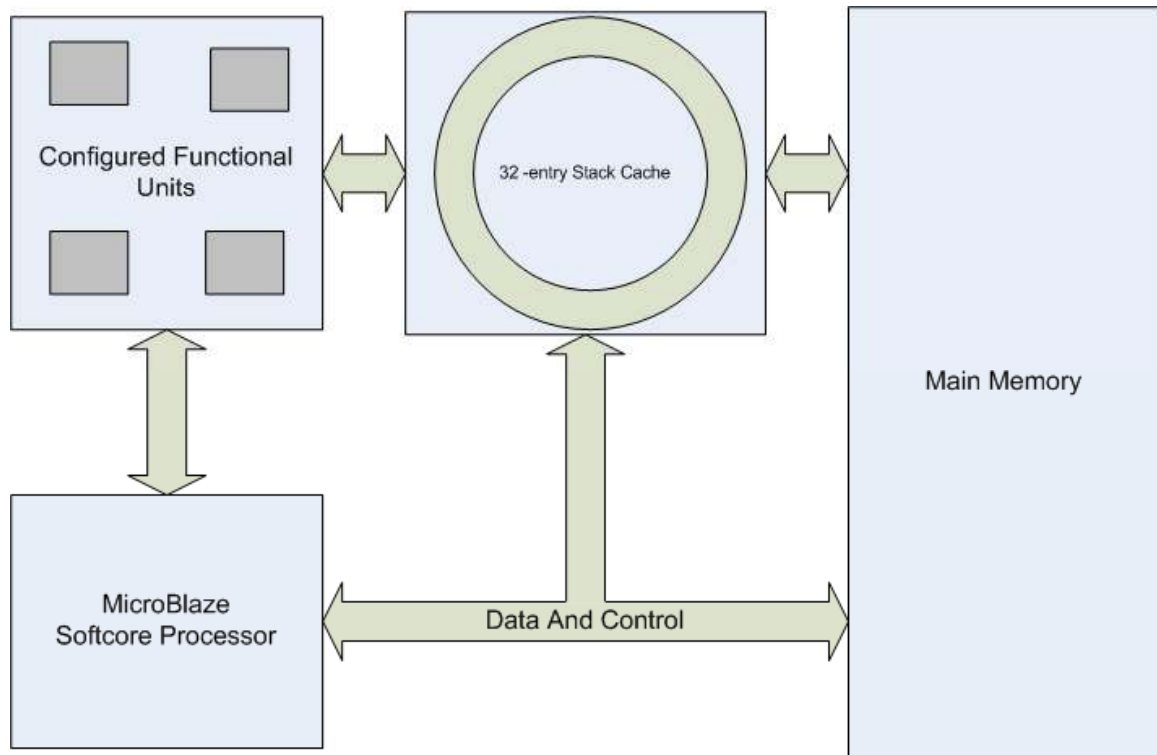 Configured Functional
Units
32 -entry Stack Cache
Main Memory
MicroBlaze
Softcore Processor
Data And Control